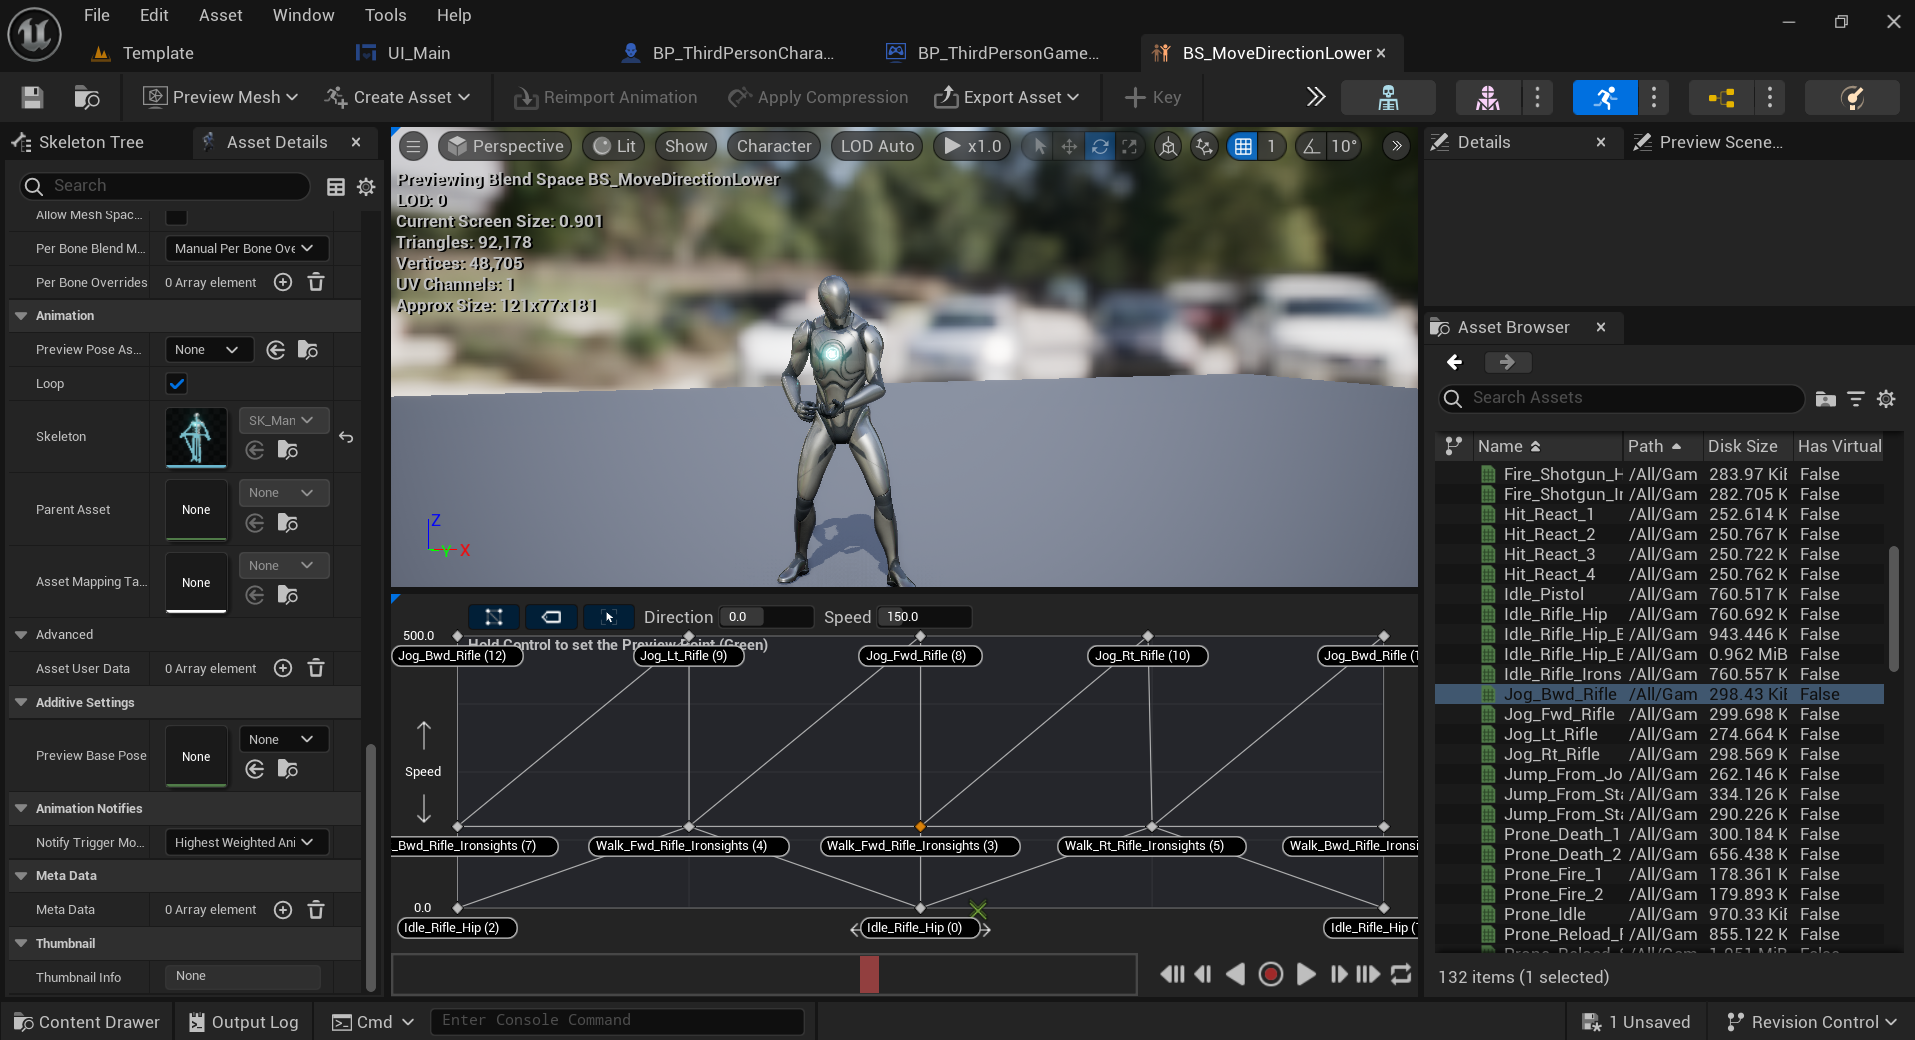 File Edit Asset Window Tools Help
Template UI_Main BP_ThirdPersonChara... BP_ThirdPersonGame... BS_MoveDirectionLower
Preview Mesh Create Asset Reimport Animation Apply Compression Export Asset Key
Skeleton Tree Asset Details
Search
Allow Mesh Spac...
Per Bone Blend M... Manual Per Bone Ove
Per Bone Overrides 0 Array element
Animation
Preview Pose As... None
Loop
Skeleton SK_Man
Parent Asset None None
Asset Mapping Ta... None None
Advanced
Asset User Data 0 Array element
Additive Settings
Preview Base Pose None None
Animation Notifies
Notify Trigger Mo... Highest Weighted Ani
Meta Data
Meta Data 0 Array element
Thumbnail
Thumbnail Info None
Perspective Lit Show Character LOD Auto x1.0 1 10°
Previewing Blend Space BS_MoveDirectionLower
LOD: 0
Current Screen Size: 0.901
Triangles: 92,178
Vertices: 48,705
UV Channels: 1
Approx Size: 121x77x181
Z
Y X
Direction 0.0 Speed 150.0
500.0
Hold Control to set the Preview Point (Green)
Jog_Bwd_Rifle (12) Jog_Lt_Rifle (9) Jog_Fwd_Rifle (8) Jog_Rt_Rifle (10) Jog_Bwd_Rifle (1
Speed
_Bwd_Rifle_Ironsights (7) Walk_Fwd_Rifle_Ironsights (4) Walk_Fwd_Rifle_Ironsights (3) Walk_Rt_Rifle_Ironsights (5) Walk_Bwd_Rifle_Ironsi
0.0
Idle_Rifle_Hip (2) Idle_Rifle_Hip (0) Idle_Rifle_Hip (
Details Preview Scene...
Asset Browser
Search Assets
Name Path Disk Size Has Virtual
Fire_Shotgun_H /All/Gam 283.97 KiB False
Fire_Shotgun_Ir /All/Gam 282.705 K False
Hit_React_1 /All/Gam 252.614 K False
Hit_React_2 /All/Gam 250.767 K False
Hit_React_3 /All/Gam 250.722 K False
Hit_React_4 /All/Gam 250.762 K False
Idle_Pistol /All/Gam 760.517 K False
Idle_Rifle_Hip /All/Gam 760.692 K False
Idle_Rifle_Hip_E /All/Gam 943.446 K False
Idle_Rifle_Hip_E /All/Gam 0.962 MiB False
Idle_Rifle_Irons /All/Gam 760.557 K False
Jog_Bwd_Rifle /All/Gam 298.43 KiB False
Jog_Fwd_Rifle /All/Gam 299.698 K False
Jog_Lt_Rifle /All/Gam 274.664 K False
Jog_Rt_Rifle /All/Gam 298.569 K False
Jump_From_Jo /All/Gam 262.146 K False
Jump_From_Sta /All/Gam 334.126 K False
Jump_From_Sta /All/Gam 290.226 K False
Prone_Death_1 /All/Gam 300.184 K False
Prone_Death_2 /All/Gam 656.438 K False
Prone_Fire_1 /All/Gam 178.361 K False
Prone_Fire_2 /All/Gam 179.893 K False
Prone_Idle /All/Gam 970.33 KiB False
Prone_Reload_F /All/Gam 855.122 K False
132 items (1 selected)
Content Drawer Output Log Cmd Enter Console Command 1 Unsaved Revision Control